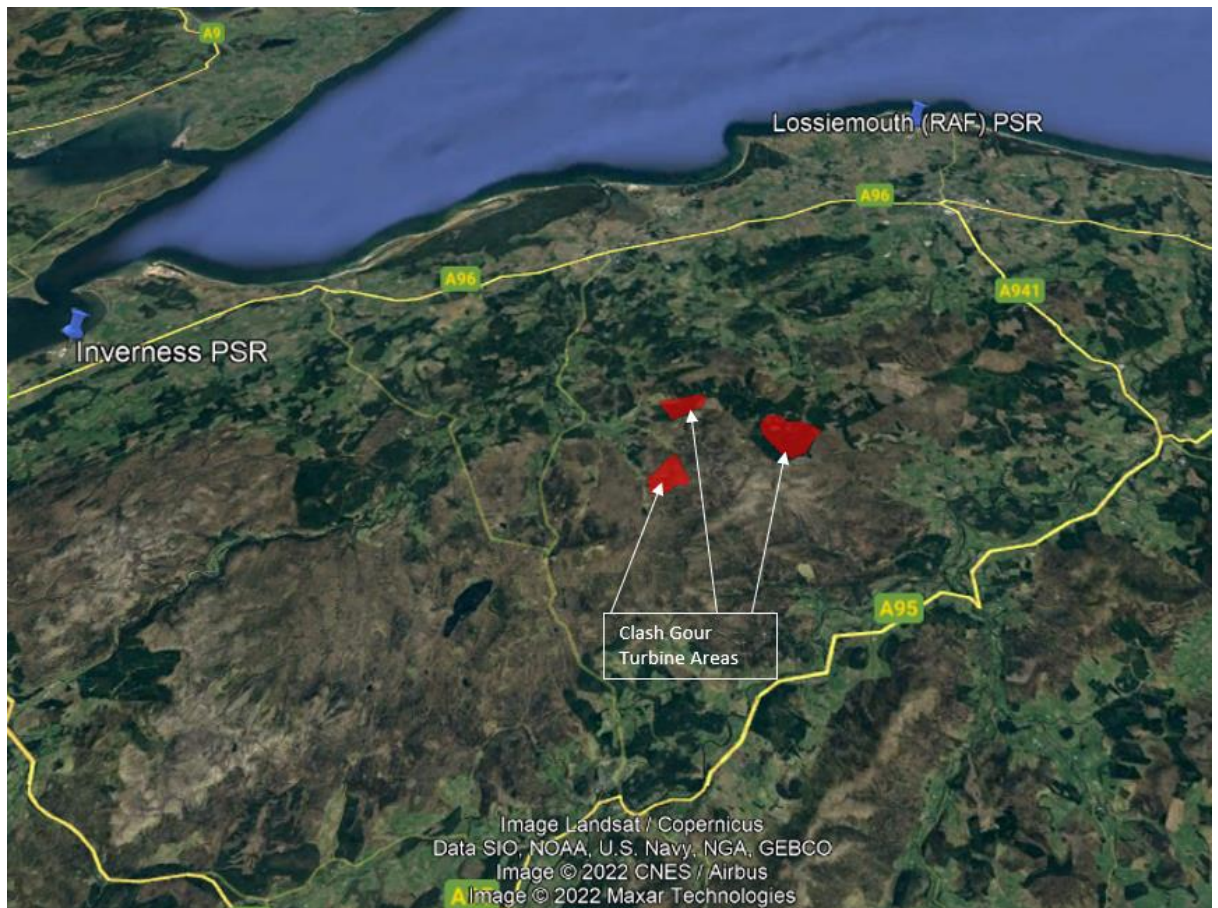 A9
Lossiemouth (RAF) PSR
A96
A96
A941
Inverness PSR
Clash Gour
Turbine Areas
A95
Image Landsat / Copernicus
Data SIO, NOAA, U.S. Navy, NGA, GEBCO
Image © 2022 CNES / Airbus
Image © 2022 Maxar Technologies